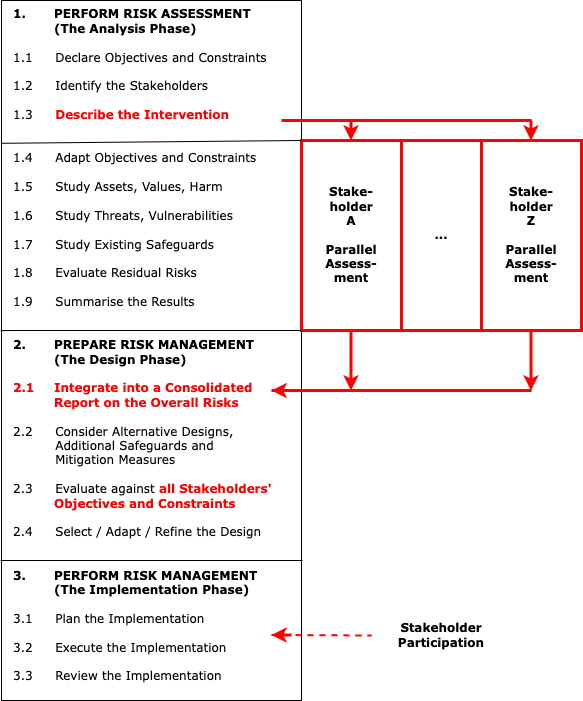 1. PERFORM RISK ASSESSMENT
(The Analysis Phase)
1.1 Declare Objectives and Constraints
1.2 Identify the Stakeholders
1.3 Describe the Intervention
1.4 Adapt Objectives and Constraints
1.5 Study Assets, Values, Harm
1.6 Study Threats, Vulnerabilities
1.7 Study Existing Safeguards
1.8 Evaluate Residual Risks
1.9 Summarise the Results
Stake-
holder
A
Parallel
Assess-
ment
...
Stake-
holder
Z
Parallel
Assess-
ment
2. PREPARE RISK MANAGEMENT
(The Design Phase)
2.1 Integrate into a Consolidated
Report on the Overall Risks
2.2 Consider Alternative Designs,
Additional Safeguards and
Mitigation Measures
2.3 Evaluate against all Stakeholders'
Objectives and Constraints
2.4 Select / Adapt / Refine the Design
3. PERFORM RISK MANAGEMENT
(The Implementation Phase)
3.1 Plan the Implementation
3.2 Execute the Implementation
3.3 Review the Implementation
Stakeholder
Participation